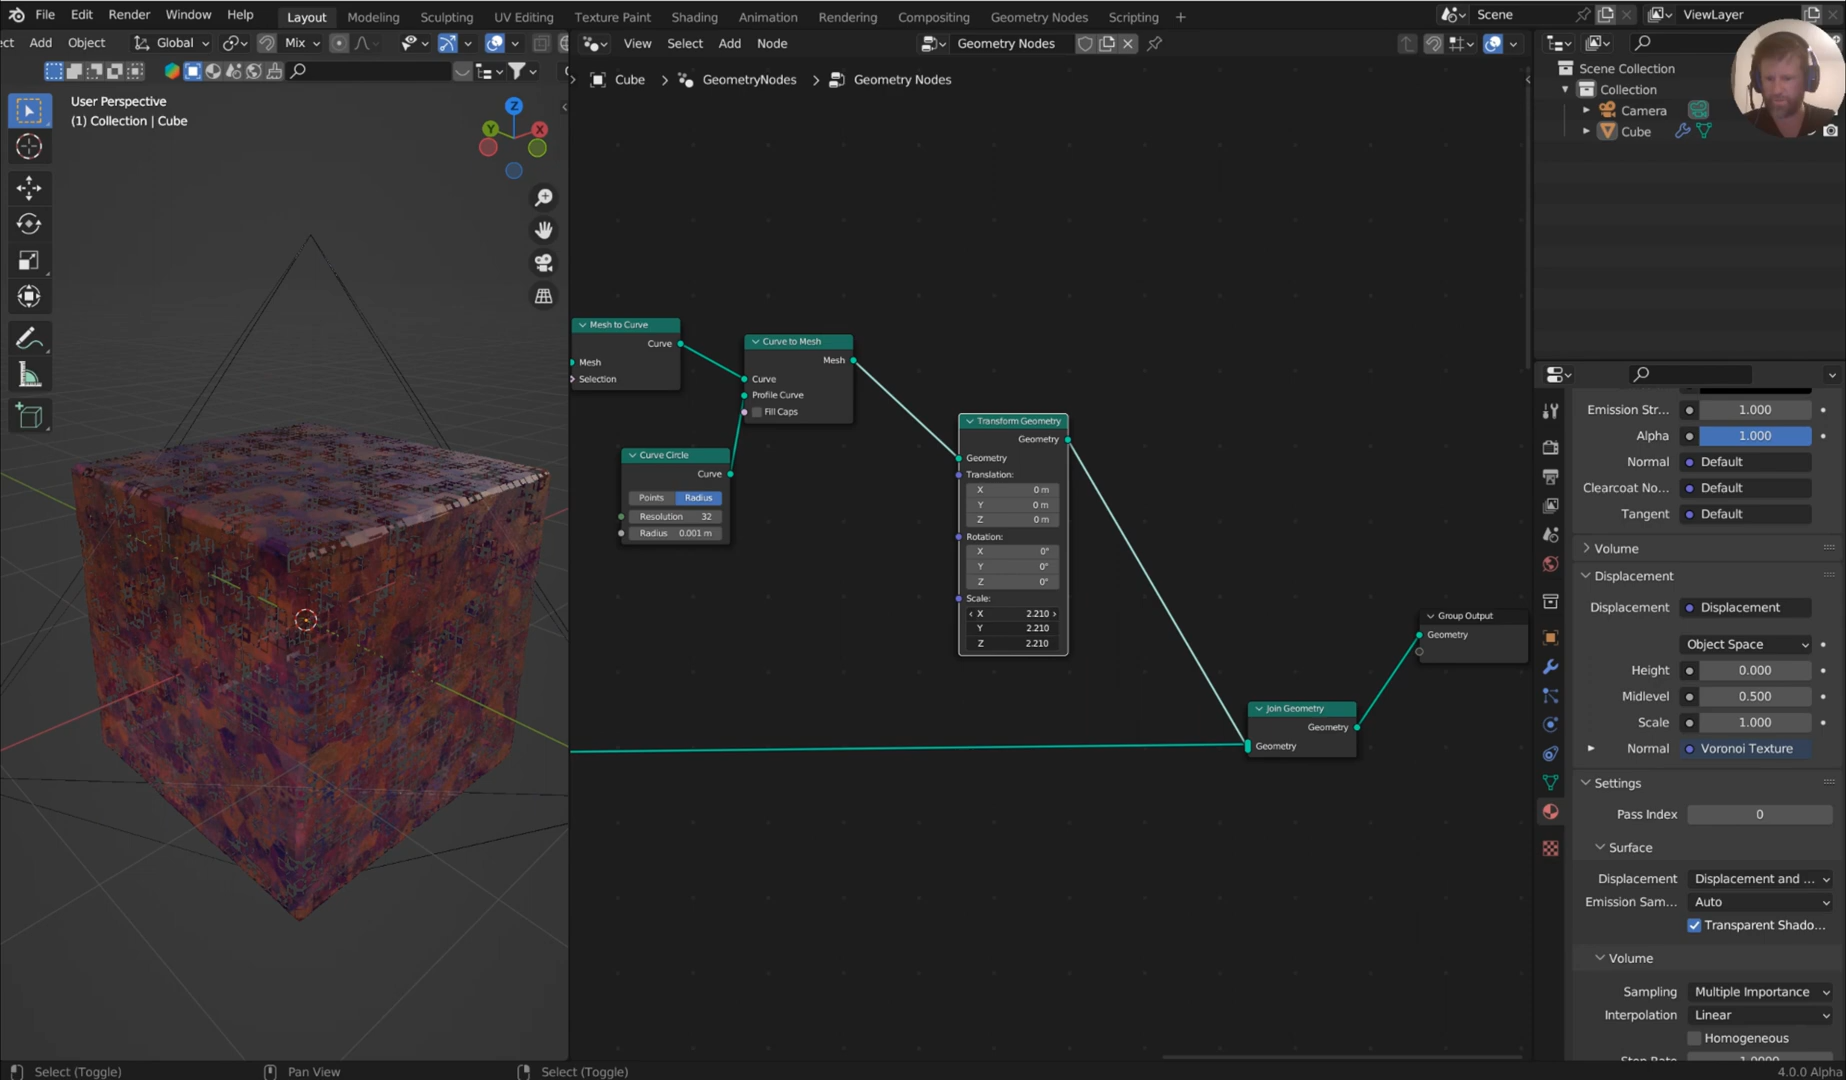 File Edit Render Window Help Layout Modeling Sculpting UV Editing Texture Paint Shading Animation Rendering Compositing Geometry Nodes Scripting + Scene ViewLayer
Add Object Global Mix View Select Add Node Geometry Nodes
Cube > GeometryNodes > Geometry Nodes
User Perspective
(1) Collection | Cube
Z
Y
X
Scene Collection
Collection
Camera
Cube
Mesh to Curve
Curve
Mesh
Selection
Curve to Mesh
Mesh
Curve
Profile Curve
Fill Caps
Curve Circle
Curve
Points Radius
Resolution 32
Radius 0.001 m
Transform Geometry
Geometry
Geometry
Translation:
X 0 m
Y 0 m
Z 0 m
Rotation:
X 0°
Y 0°
Z 0°
Scale:
X 2.210
Y 2.210
Z 2.210
Join Geometry
Geometry
Geometry
Group Output
Geometry
Emission Str... 1.000
Alpha 1.000
Normal Default
Clearcoat No... Default
Tangent Default
Volume
Displacement
Displacement Displacement
Object Space
Height 0.000
Midlevel 0.500
Scale 1.000
Normal Voronoi Texture
Settings
Pass Index 0
Surface
Displacement Displacement and ...
Emission Sam... Auto
Transparent Shado...
Volume
Sampling Multiple Importance
Interpolation Linear
Homogeneous
Select (Toggle) Pan View Select (Toggle) 4.0.0 Alpha